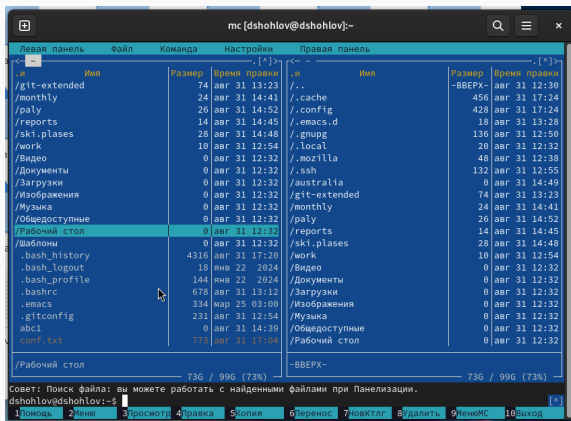 mc [dshohlov@dshohlov]:~
Левая панель Файл Команда Настройки Правая панель
<- ~ .[^]> <- ~ .[^]>
.и Имя Размер Время правки .и Имя Размер Время правки
/git-extended 74 авг 31 13:23 /.. -ВВЕРХ- авг 31 12:30
/monthly 24 авг 31 14:41 /.cache 456 авг 31 17:24
/paly 26 авг 31 14:52 /.config 428 авг 31 17:24
/reports 14 авг 31 14:45 /.emacs.d 18 авг 31 13:28
/ski.plases 28 авг 31 14:48 /.gnupg 136 авг 31 12:50
/work 10 авг 31 12:54 /.local 20 авг 31 12:32
/Видео 0 авг 31 12:32 /.mozilla 48 авг 31 12:38
/Документы 0 авг 31 12:32 /.ssh 132 авг 31 12:55
/Загрузки 0 авг 31 12:32 /australia 0 авг 31 14:49
/Изображения 0 авг 31 12:32 /git-extended 74 авг 31 13:23
/Музыка 0 авг 31 12:32 /monthly 24 авг 31 14:41
/Общедоступные 0 авг 31 12:32 /paly 26 авг 31 14:52
/Рабочий стол 0 авг 31 12:32 /reports 14 авг 31 14:45
/Шаблоны 0 авг 31 12:32 /ski.plases 28 авг 31 14:48
.bash_history 4316 авг 31 17:20 /work 10 авг 31 12:54
.bash_logout 18 янв 22 2024 /Видео 0 авг 31 12:32
.bash_profile 144 янв 22 2024 /Документы 0 авг 31 12:32
.bashrc 678 авг 31 13:12 /Загрузки 0 авг 31 12:32
.emacs 334 мар 25 03:00 /Изображения 0 авг 31 12:32
.gitconfig 231 авг 31 12:54 /Музыка 0 авг 31 12:32
abc1 0 авг 31 14:39 /Общедоступные 0 авг 31 12:32
conf.txt 773 авг 31 17:04 /Рабочий стол 0 авг 31 12:32
/Рабочий стол -ВВЕРХ-
73G / 99G (73%) 73G / 99G (73%)
Совет: Поиск файла: вы можете работать с найденными файлами при Панелизации.
dshohlov@dshohlov:~$ [^]
1Помощь 2Меню 3Просмотр 4Правка 5Копия 6Перенос 7НовКтлг 8Удалить 9МенюMC 10Выход